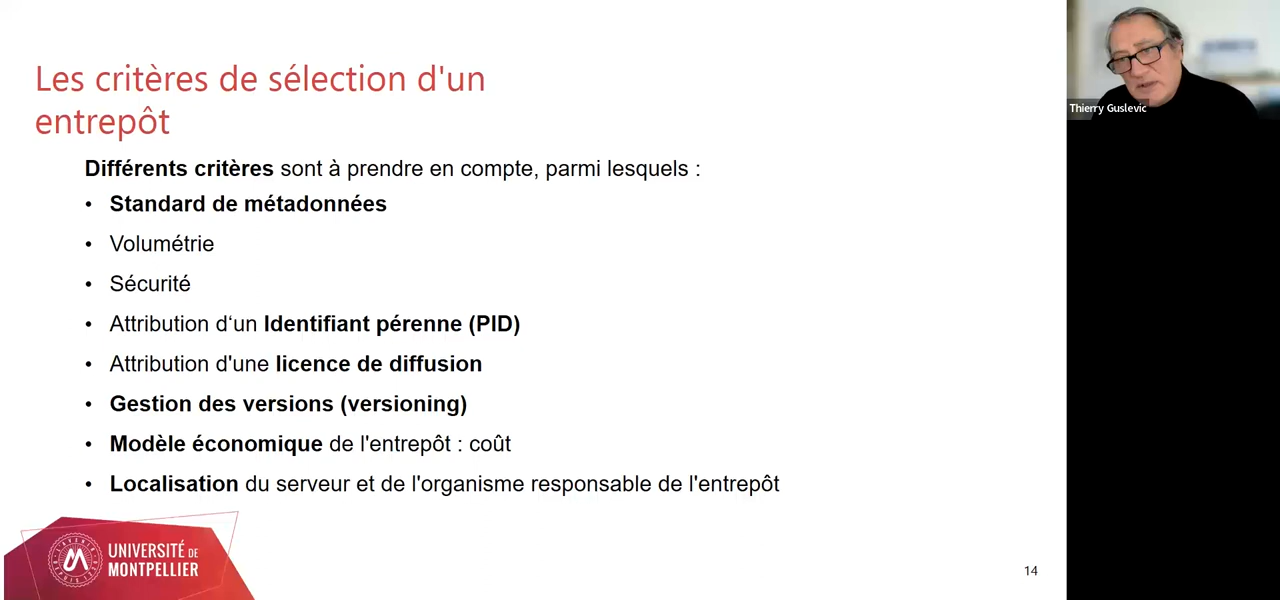 Les critères de sélection d'un
entrepôt
Différents critères sont à prendre en compte, parmi lesquels :
• Standard de métadonnées
• Volumétrie
• Sécurité
• Attribution d‘un Identifiant pérenne (PID)
• Attribution d'une licence de diffusion
• Gestion des versions (versioning)
• Modèle économique de l'entrepôt : coût
• Localisation du serveur et de l'organisme responsable de l'entrepôt
UNIVERSITÉ DE
MONTPELLIER
14
Thierry Guslevic